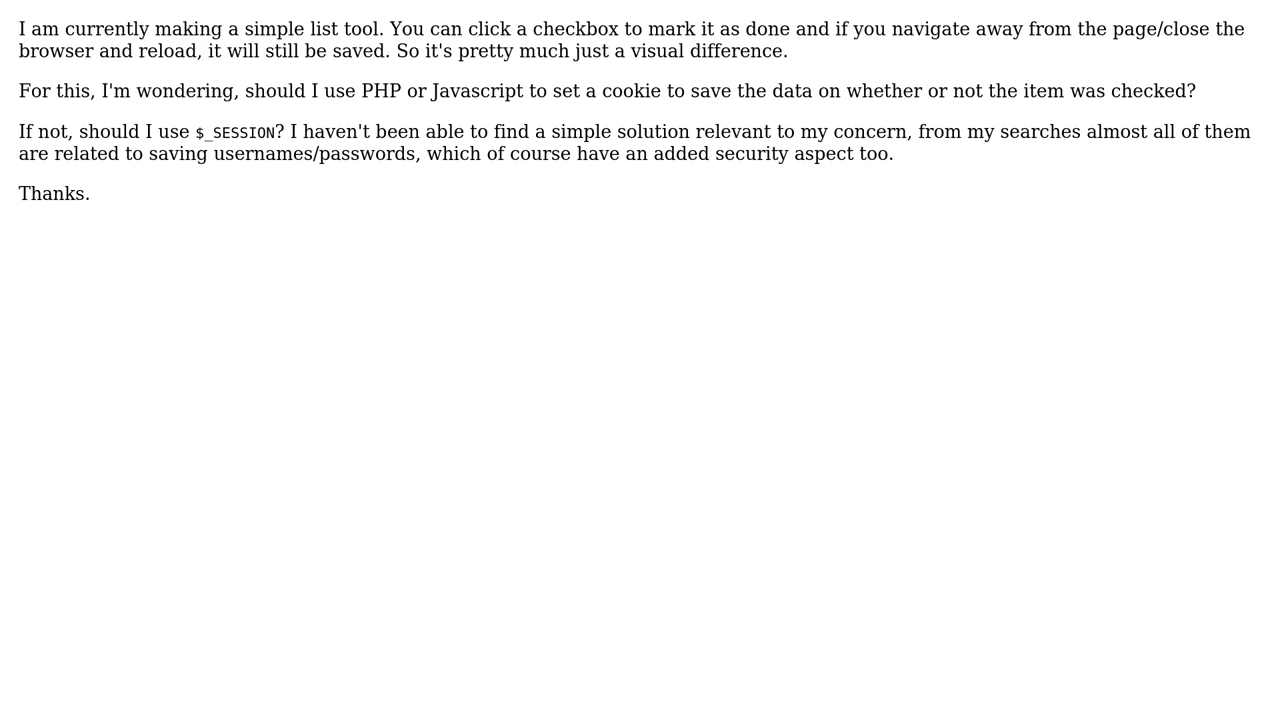 I am currently making a simple list tool. You can click a checkbox to mark it as done and if you navigate away from the page/close the
browser and reload, it will still be saved. So it's pretty much just a visual difference.
For this, I'm wondering, should I use PHP or Javascript to set a cookie to save the data on whether or not the item was checked?
If not, should I use $_SESSION? I haven't been able to find a simple solution relevant to my concern, from my searches almost all of them
are related to saving usernames/passwords, which of course have an added security aspect too.
Thanks.